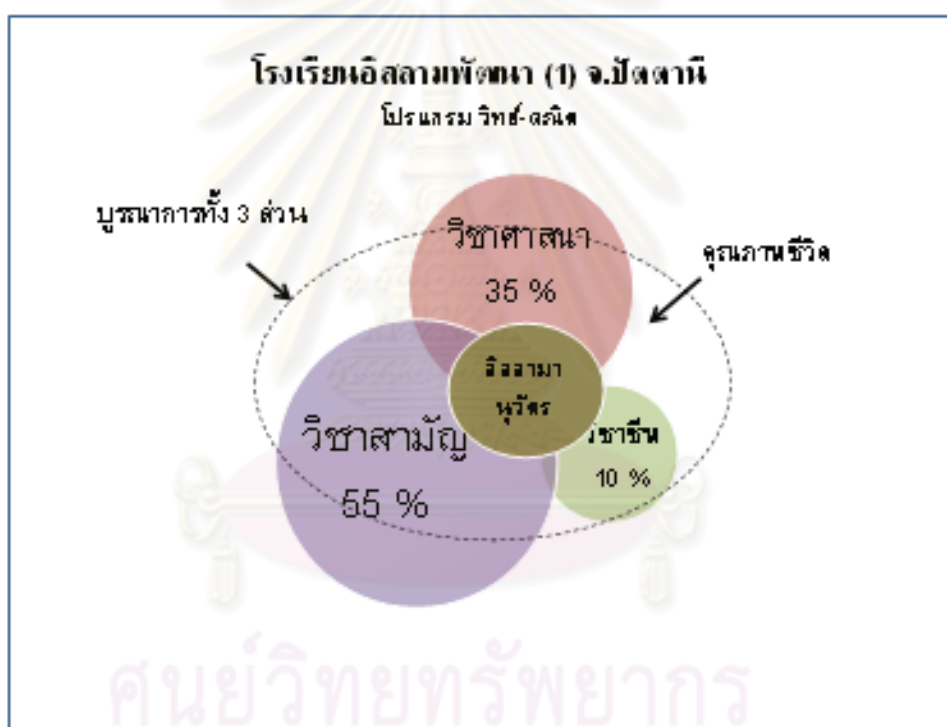 โรงเรียนอิสลามพัฒนา (1) จ.ปัตตานี
โปรแกรม วิทย์-คณิต
บูรณาการทั้ง 3 ส่วน
คุณภาพชีวิต
วิชาศาสนา
35 %
อิสลามา
นุวัตร
วิชาสามัญ
55 %
วิชาชีพ
10 %
ศูนย์วิทยทรัพยากร